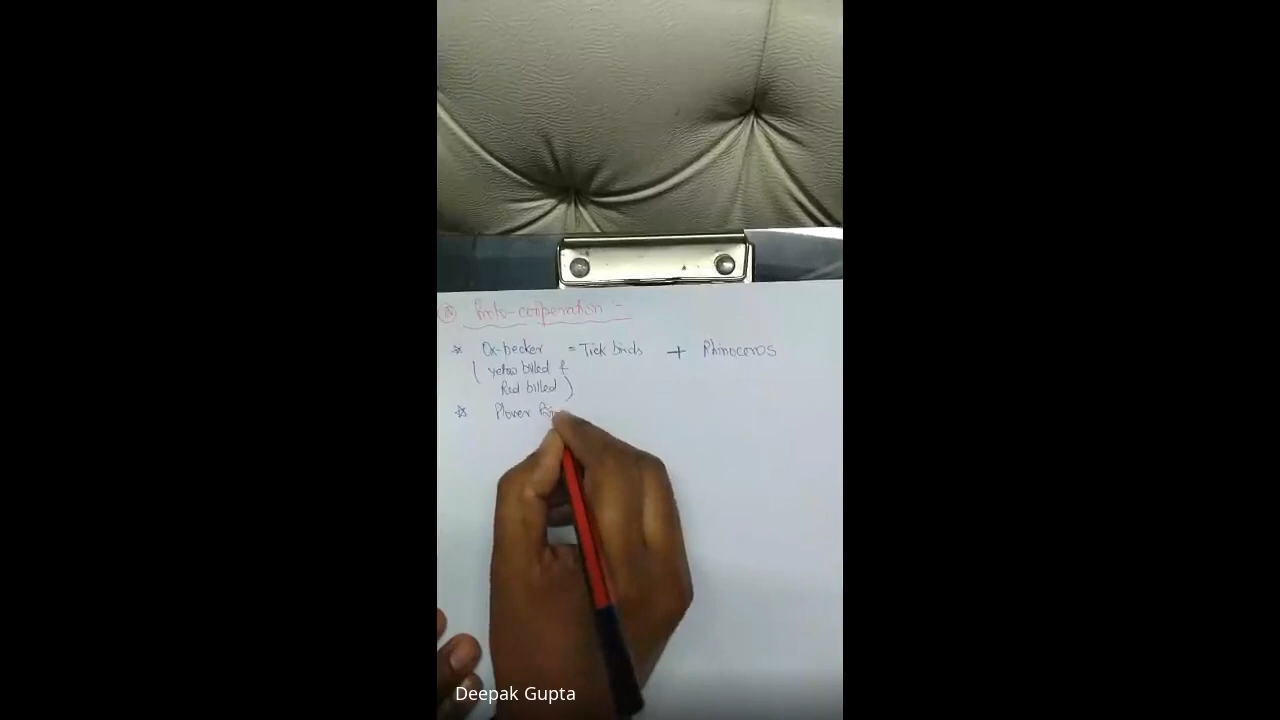 Proto-cooperation :-
☆ Ox-pecker = Tick birds + Rhinoceros
( Yellow billed &
Red billed )
☆ Plover
Deepak Gupta